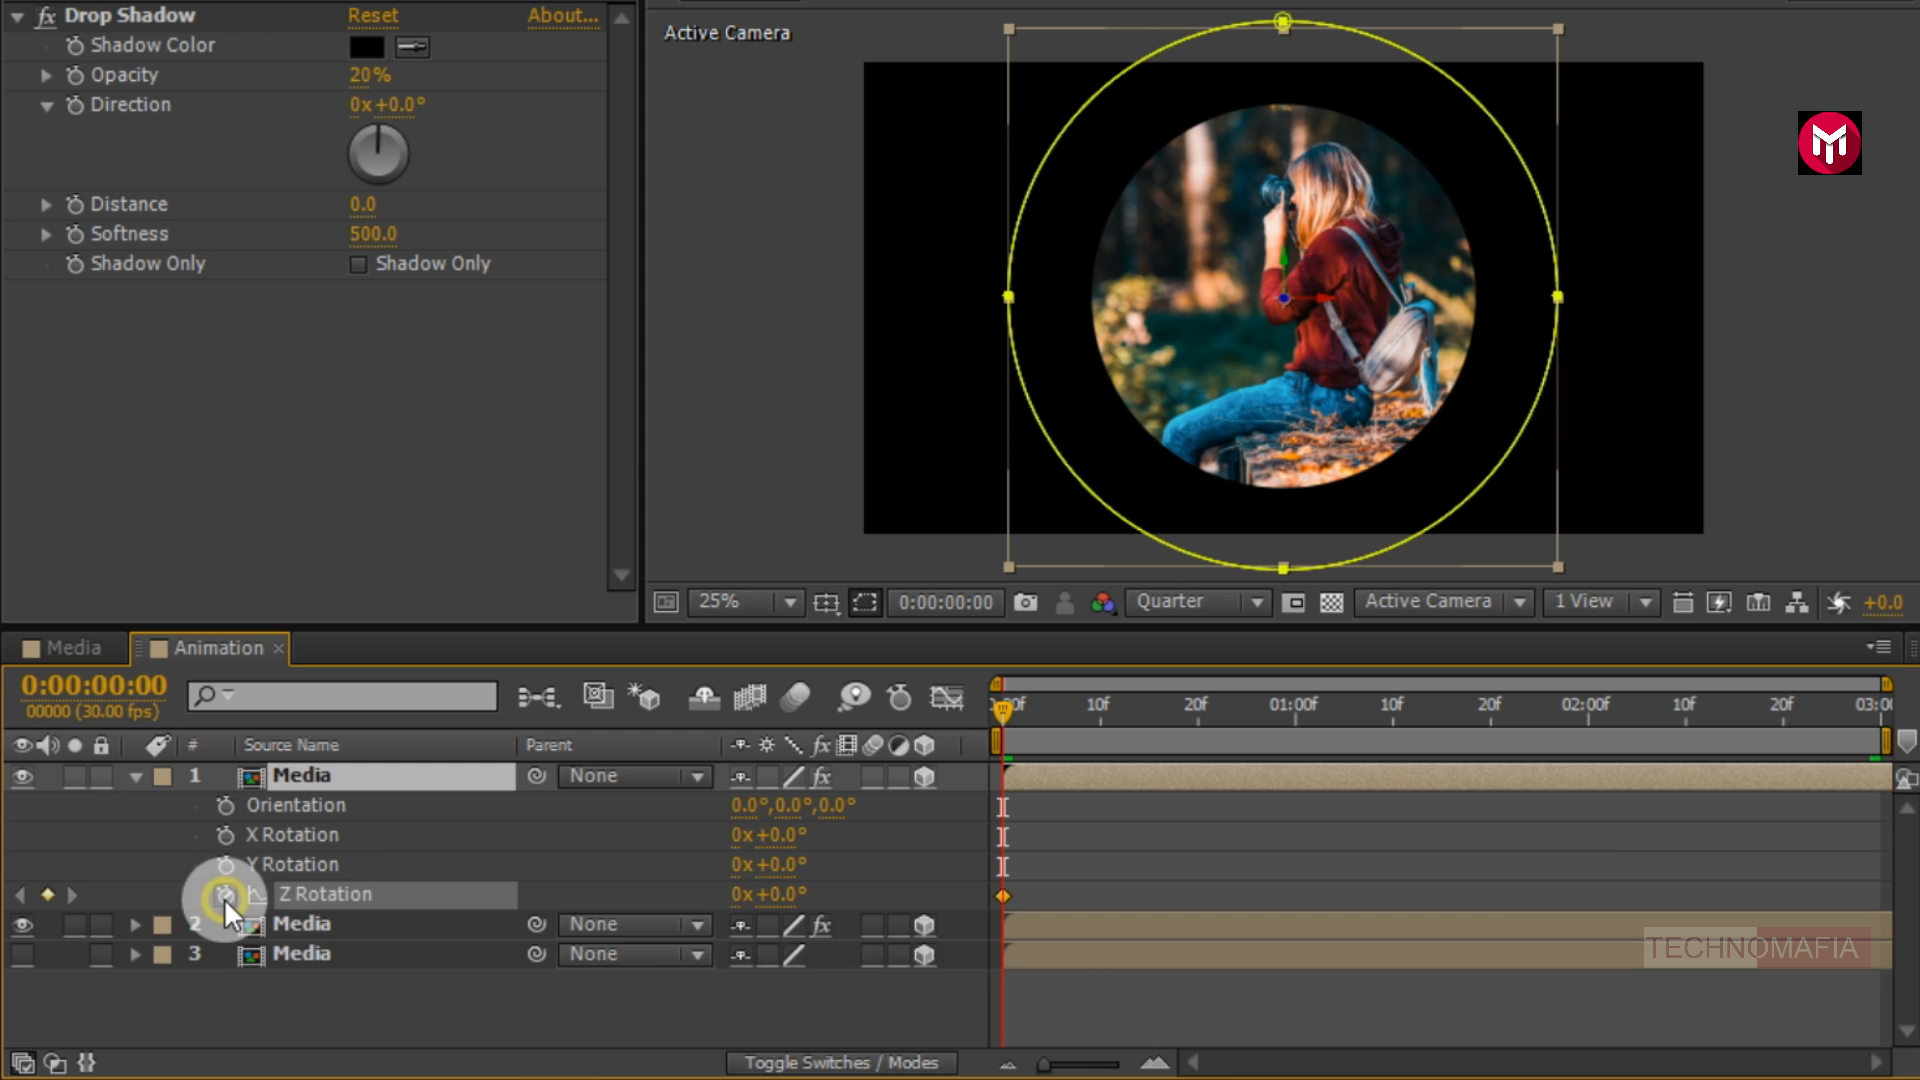 fx Drop Shadow Reset About...
Shadow Color
Opacity 20%
Direction 0x+0.0°
Distance 0.0
Softness 500.0
Shadow Only Shadow Only
Active Camera
25% 0:00:00:00 Quarter Active Camera 1 View +0.0
Media Animation ×
0:00:00:00
00000 (30.00 fps)
10f 20f 01:00f 10f 20f 02:00f 10f 20f
# Source Name Parent fx
1 Media None fx
Orientation 0.0°,0.0°,0.0°
X Rotation 0x+0.0°
Y Rotation 0x+0.0°
Z Rotation 0x+0.0°
2 Media None fx
3 Media None
TECHNOMAFIA
Toggle Switches / Modes